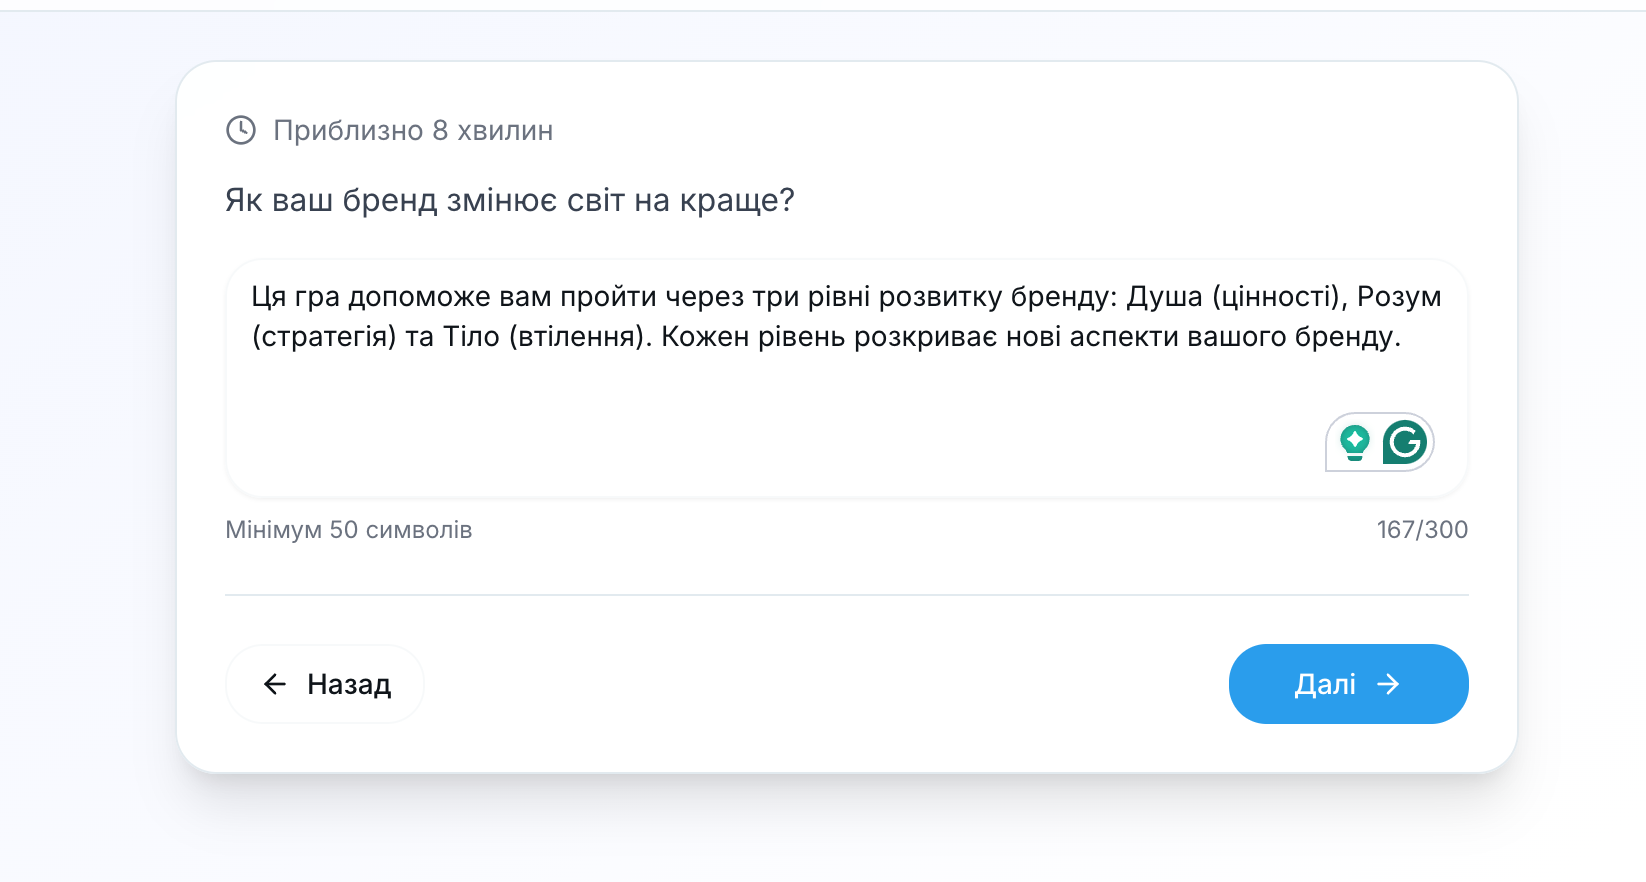 Приблизно 8 хвилин
Як ваш бренд змінює світ на краще?
Ця гра допоможе вам пройти через три рівні розвитку бренду: Душа (цінності), Розум
(стратегія) та Тіло (втілення). Кожен рівень розкриває нові аспекти вашого бренду.
Мінімум 50 символів
167/300
Назад
Далі